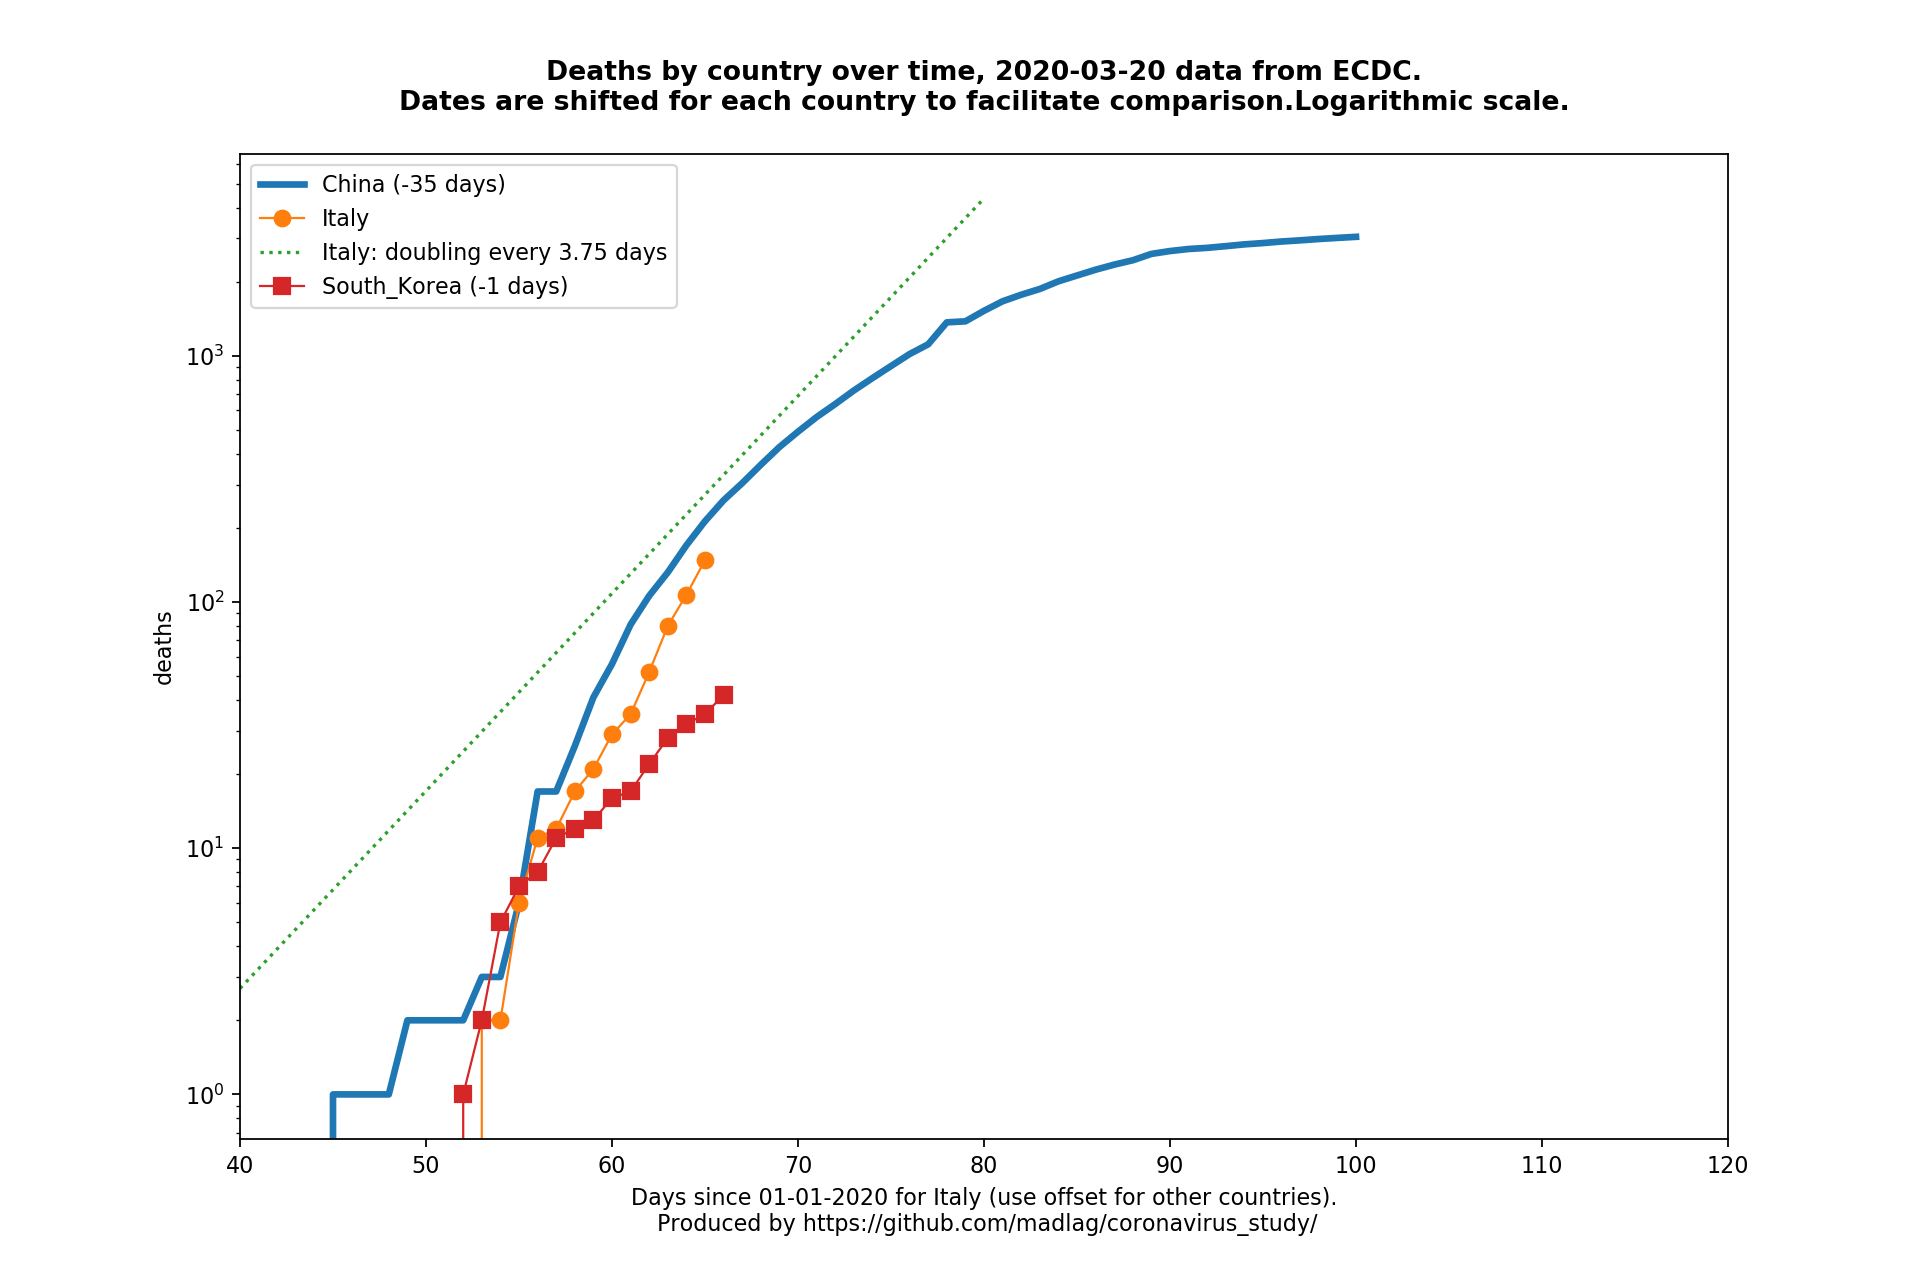 Deaths by country over time, 2020-03-20 data from ECDC.
Dates are shifted for each country to facilitate comparison.Logarithmic scale.
China (-35 days)
Italy
Italy: doubling every 3.75 days
South_Korea (-1 days)
10³
10²
10¹
10⁰
deaths
40 50 60 70 80 90 100 110 120
Days since 01-01-2020 for Italy (use offset for other countries).
Produced by https://github.com/madlag/coronavirus_study/